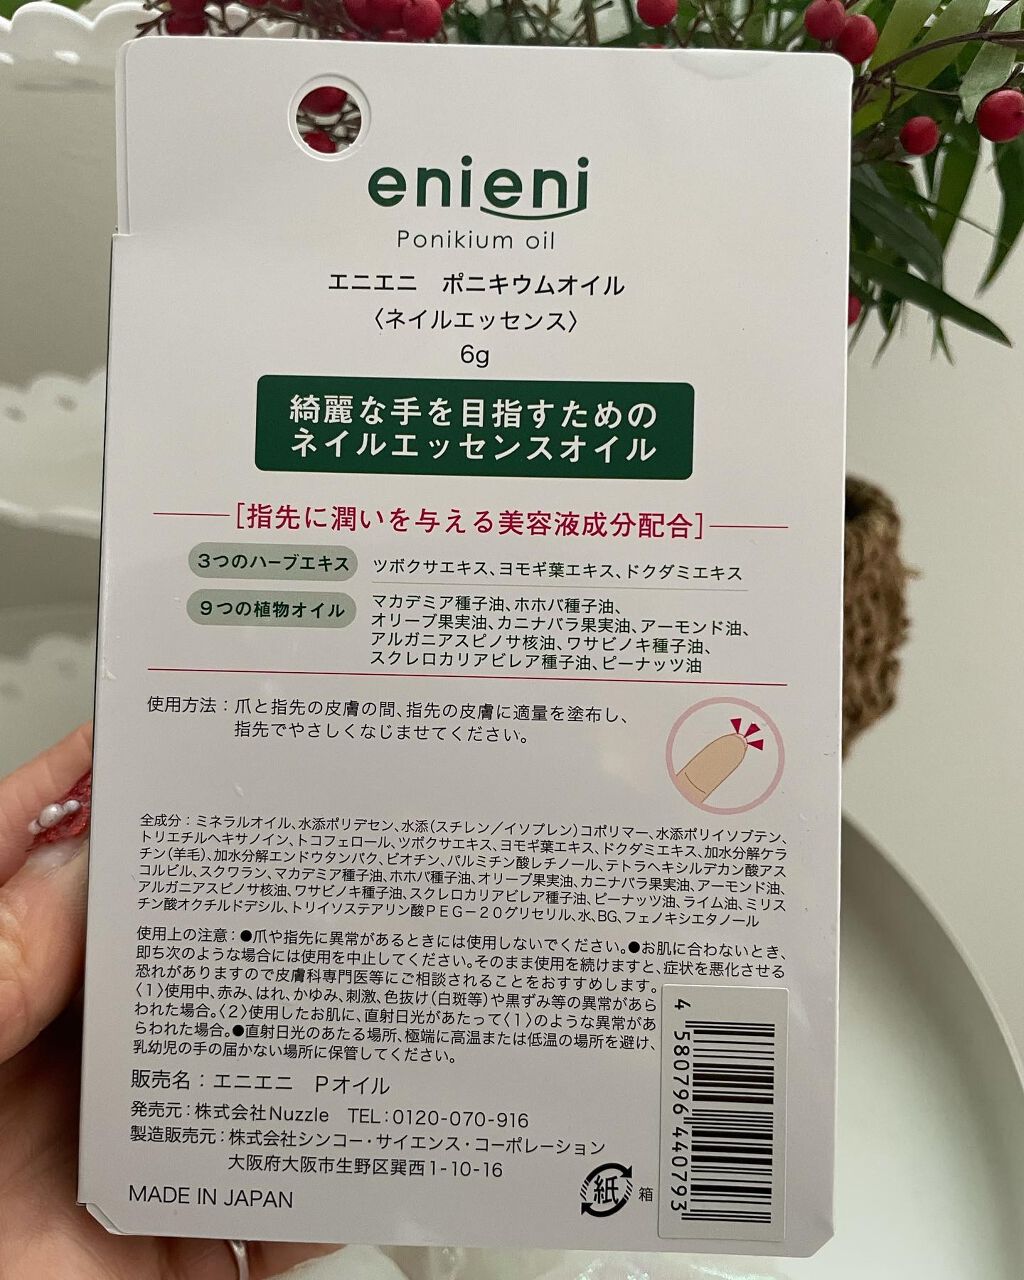 enieni
Ponikium oil
エニエニ　ポニキウムオイル
〈ネイルエッセンス〉
6g
綺麗な手を目指すための
ネイルエッセンスオイル
［指先に潤いを与える美容液成分配合］
3つのハーブエキス
ツボクサエキス、ヨモギ葉エキス、ドクダミエキス
9つの植物オイル
マカデミア種子油、ホホバ種子油、
オリーブ果実油、カニナバラ果実油、アーモンド油、
アルガニアスピノサ核油、ワサビノキ種子油、
スクレロカリアビレア種子油、ピーナッツ油
使用方法：爪と指先の皮膚の間、指先の皮膚に適量を塗布し、
指先でやさしくなじませてください。
全成分：ミネラルオイル、水添ポリデセン、水添（スチレン／イソプレン）コポリマー、水添ポリイソブテン、
トリエチルヘキサノイン、トコフェロール、ツボクサエキス、ヨモギ葉エキス、ドクダミエキス、加水分解ケラ
チン（羊毛）、加水分解エンドウタンパク、ビオチン、パルミチン酸レチノール、テトラヘキシルデカン酸アス
コルビル、スクワラン、マカデミア種子油、ホホバ種子油、オリーブ果実油、カニナバラ果実油、アーモンド油、
アルガニアスピノサ核油、ワサビノキ種子油、スクレロカリアビレア種子油、ピーナッツ油、ライム油、ミリス
チン酸オクチルドデシル、トリイソステアリン酸ＰＥＧ－２０グリセリル、水、BG、フェノキシエタノール
使用上の注意：●爪や指先に異常があるときには使用しないでください。●お肌に合わないとき、
即ち次のような場合には使用を中止してください。そのまま使用を続けますと、症状を悪化させる
恐れがありますので皮膚科専門医等にご相談されることをおすすめします。
〈1〉使用中、赤み、はれ、かゆみ、刺激、色抜け（白斑等）や黒ずみ等の異常があら
われた場合。〈2〉使用したお肌に、直射日光があたって〈1〉のような異常があ
らわれた場合。●直射日光のあたる場所、極端に高温または低温の場所を避け、
乳幼児の手の届かない場所に保管してください。
販売名：エニエニ　Pオイル
発売元：株式会社Nuzzle　TEL：0120-070-916
製造販売元：株式会社シンコー・サイエンス・コーポレーション
大阪府大阪市生野区巽西1-10-16
MADE IN JAPAN
紙
箱
4 580796 440793